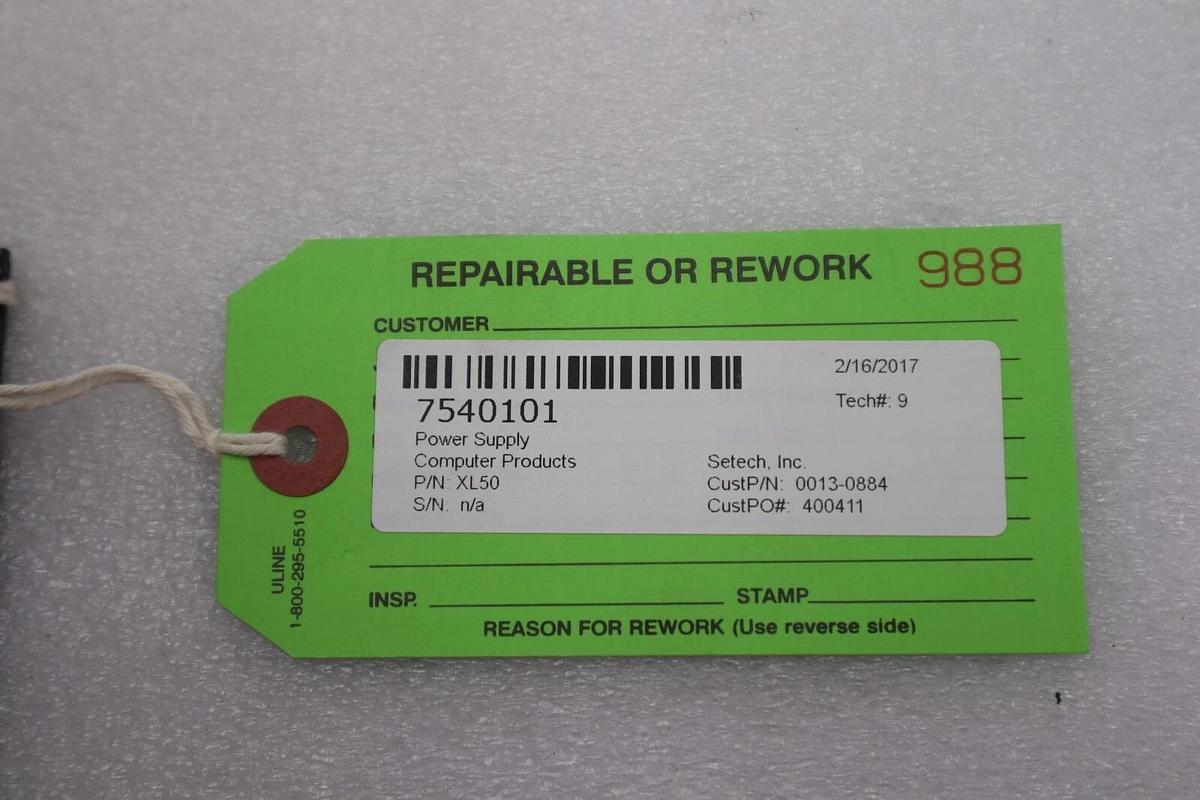 REPAIRABLE OR REWORK 988
CUSTOMER
7540101
2/16/2017
Tech#: 9
Power Supply
Computer Products
P/N: XL50
S/N: n/a
Setech, Inc.
CustP/N: 0013-0884
CustPO#: 400411
INSP. STAMP
REASON FOR REWORK (Use reverse side)
ULINE
1-800-295-5510